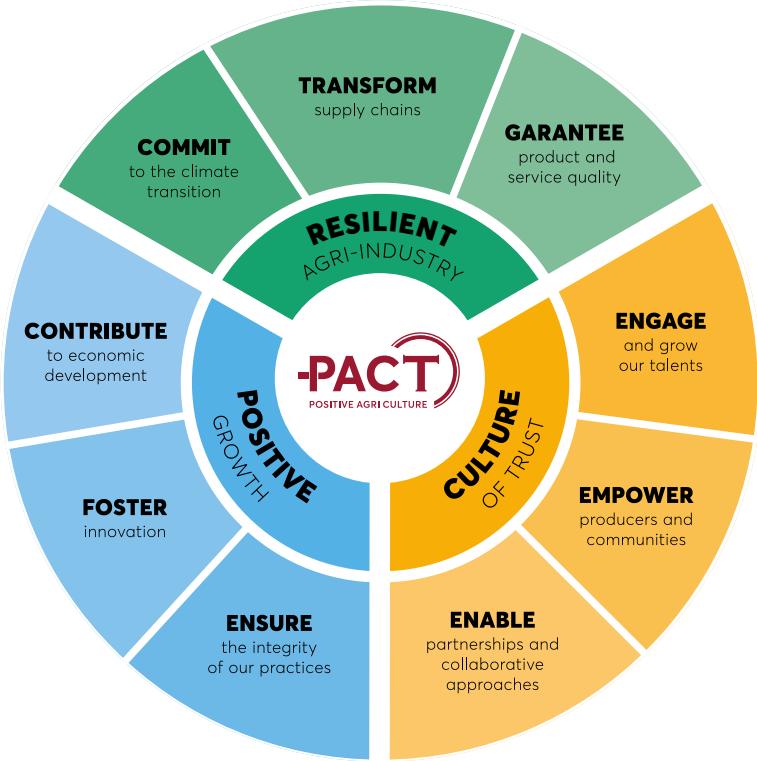 TRANSFORM
supply chains
GARANTEE
product and
service quality
COMMIT
to the climate
transition
RESILIENT
AGRI-INDUSTRY
ENGAGE
and grow
our talents
CONTRIBUTE
to economic
development
PACT
POSITIVE AGRI CULTURE
POSITIVE
GROWTH
CULTURE
OF TRUST
EMPOWER
producers and
communities
FOSTER
innovation
ENABLE
partnerships and
collaborative
approaches
ENSURE
the integrity
of our practices